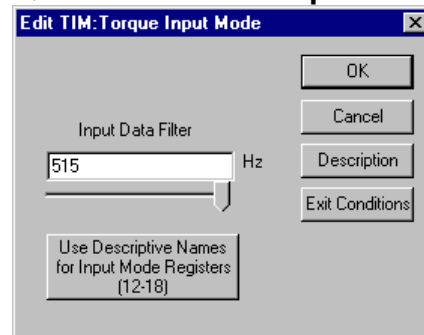 Edit TIM:Torque Input Mode
OK
Cancel
Input Data Filter
515 Hz
Description
Exit Conditions
Use Descriptive Names
for Input Mode Registers
(12-18)